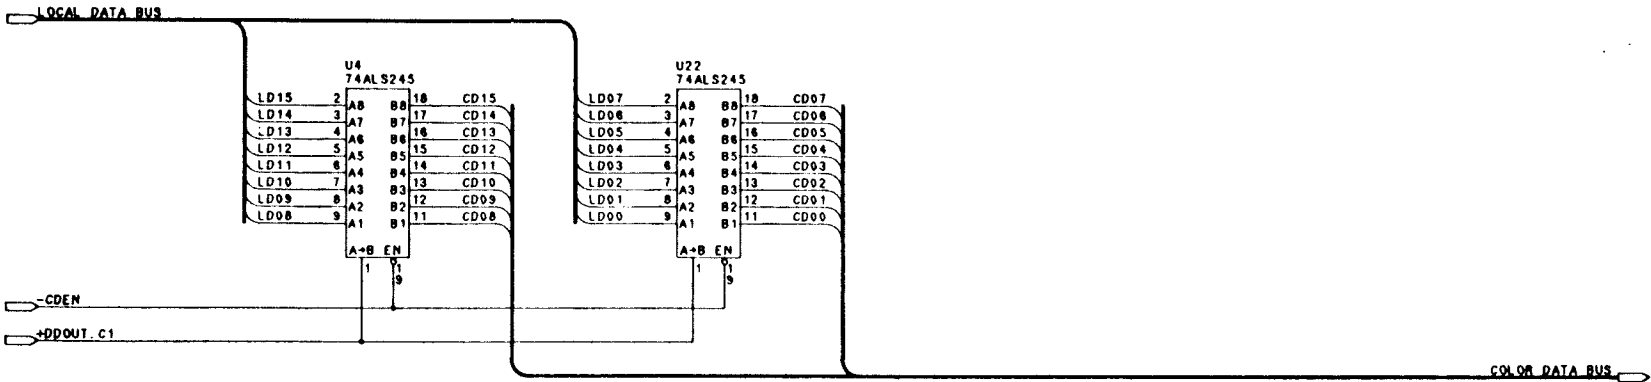 LOCAL DATA BUS
U4
74ALS245
U22
74ALS245
LD15 2 A8 B8 18 CD15
LD14 3 A7 B7 17 CD14
LD13 4 A6 B6 16 CD13
LD12 5 A5 B5 15 CD12
LD11 6 A4 B4 14 CD11
LD10 7 A3 B3 13 CD10
LD09 8 A2 B2 12 CD09
LD08 9 A1 B1 11 CD08
A→B EN
1 19
LD07 2 A8 B8 18 CD07
LD06 3 A7 B7 17 CD06
LD05 4 A6 B6 16 CD05
LD04 5 A5 B5 15 CD04
LD03 6 A4 B4 14 CD03
LD02 7 A3 B3 13 CD02
LD01 8 A2 B2 12 CD01
LD00 9 A1 B1 11 CD00
A→B EN
1 19
-CDEN
+DDOUT.C1
COLOR DATA BUS